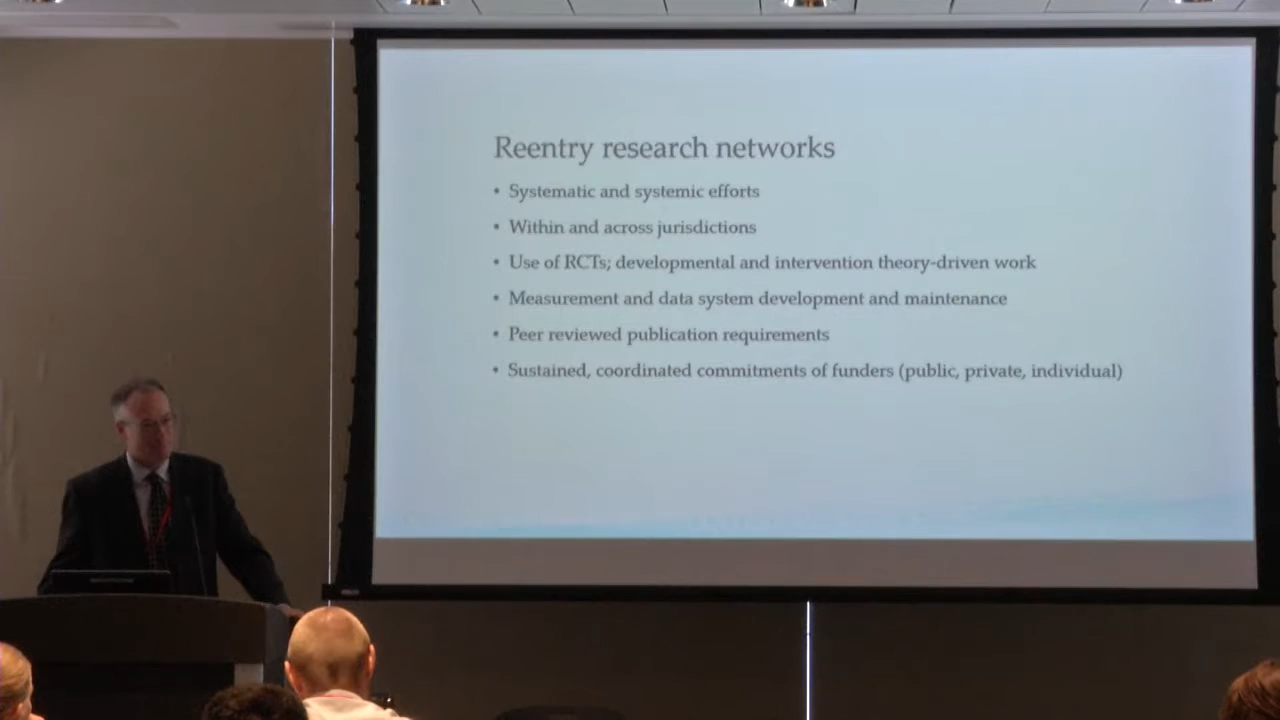 Reentry research networks
• Systematic and systemic efforts
• Within and across jurisdictions
• Use of RCTs; developmental and intervention theory-driven work
• Measurement and data system development and maintenance
• Peer reviewed publication requirements
• Sustained, coordinated commitments of funders (public, private, individual)